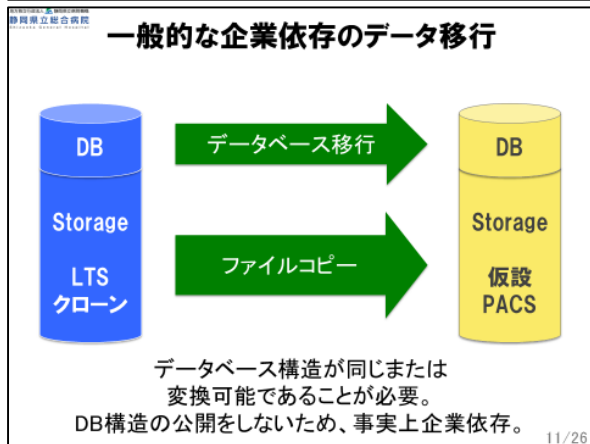 静岡県立総合病院
Shizuoka General Hospital
一般的な企業依存のデータ移行
DB
データベース移行
DB
Storage
ファイルコピー
Storage
LTS
クローン
仮設
PACS
データベース構造が同じまたは
変換可能であることが必要。
DB構造の公開をしないため、事実上企業依存。
11/26